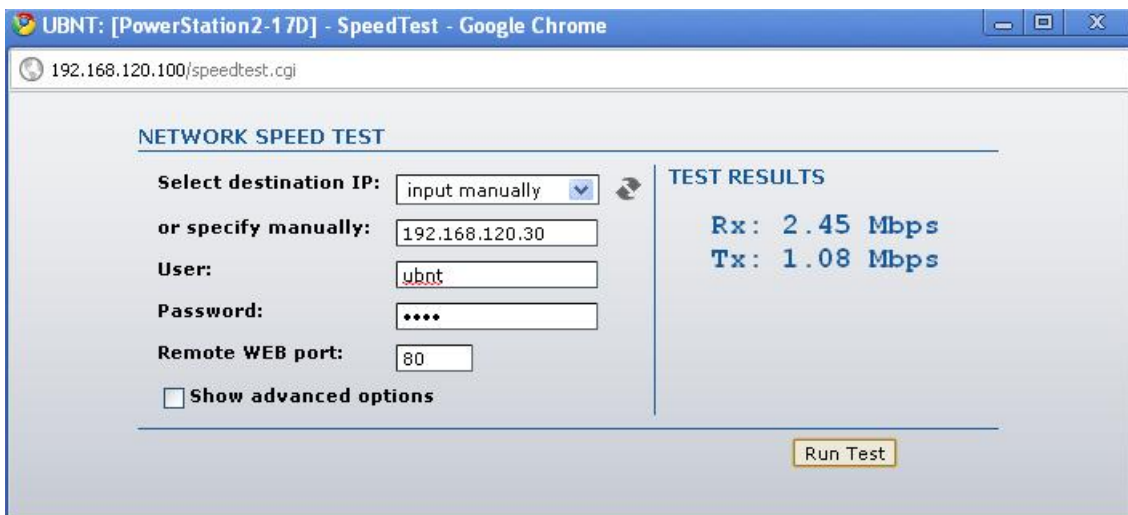 UBNT: [PowerStation2-17D] - SpeedTest - Google Chrome
192.168.120.100/speedtest.cgi
NETWORK SPEED TEST
Select destination IP: input manually
or specify manually: 192.168.120.30
User: ubnt
Password: ••••
Remote WEB port: 80
Show advanced options
TEST RESULTS
Rx: 2.45 Mbps
Tx: 1.08 Mbps
Run Test